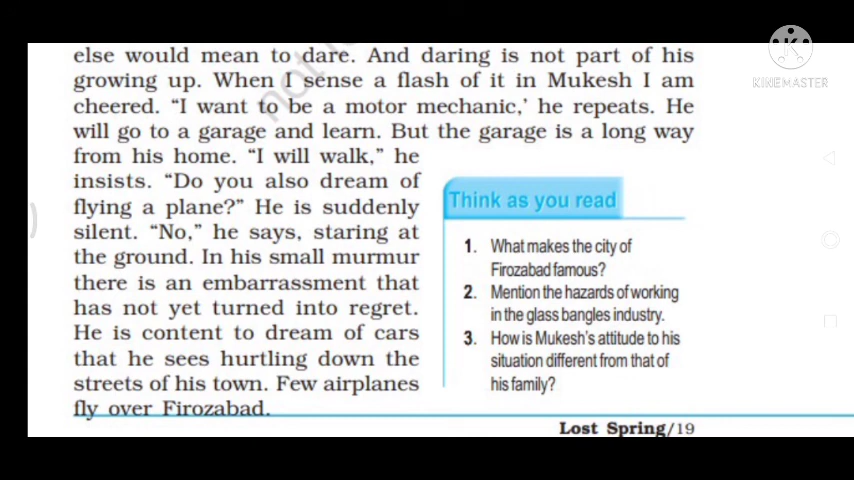 else would mean to dare. And daring is not part of his
growing up. When I sense a flash of it in Mukesh I am
cheered. “I want to be a motor mechanic,’ he repeats. He
will go to a garage and learn. But the garage is a long way
from his home. “I will walk,” he
insists. “Do you also dream of
flying a plane?” He is suddenly
silent. “No,” he says, staring at
the ground. In his small murmur
there is an embarrassment that
has not yet turned into regret.
He is content to dream of cars
that he sees hurtling down the
streets of his town. Few airplanes
fly over Firozabad.
Think as you read
1. What makes the city of
Firozabad famous?
2. Mention the hazards of working
in the glass bangles industry.
3. How is Mukesh’s attitude to his
situation different from that of
his family?
Lost Spring/19
KINEMASTER
not